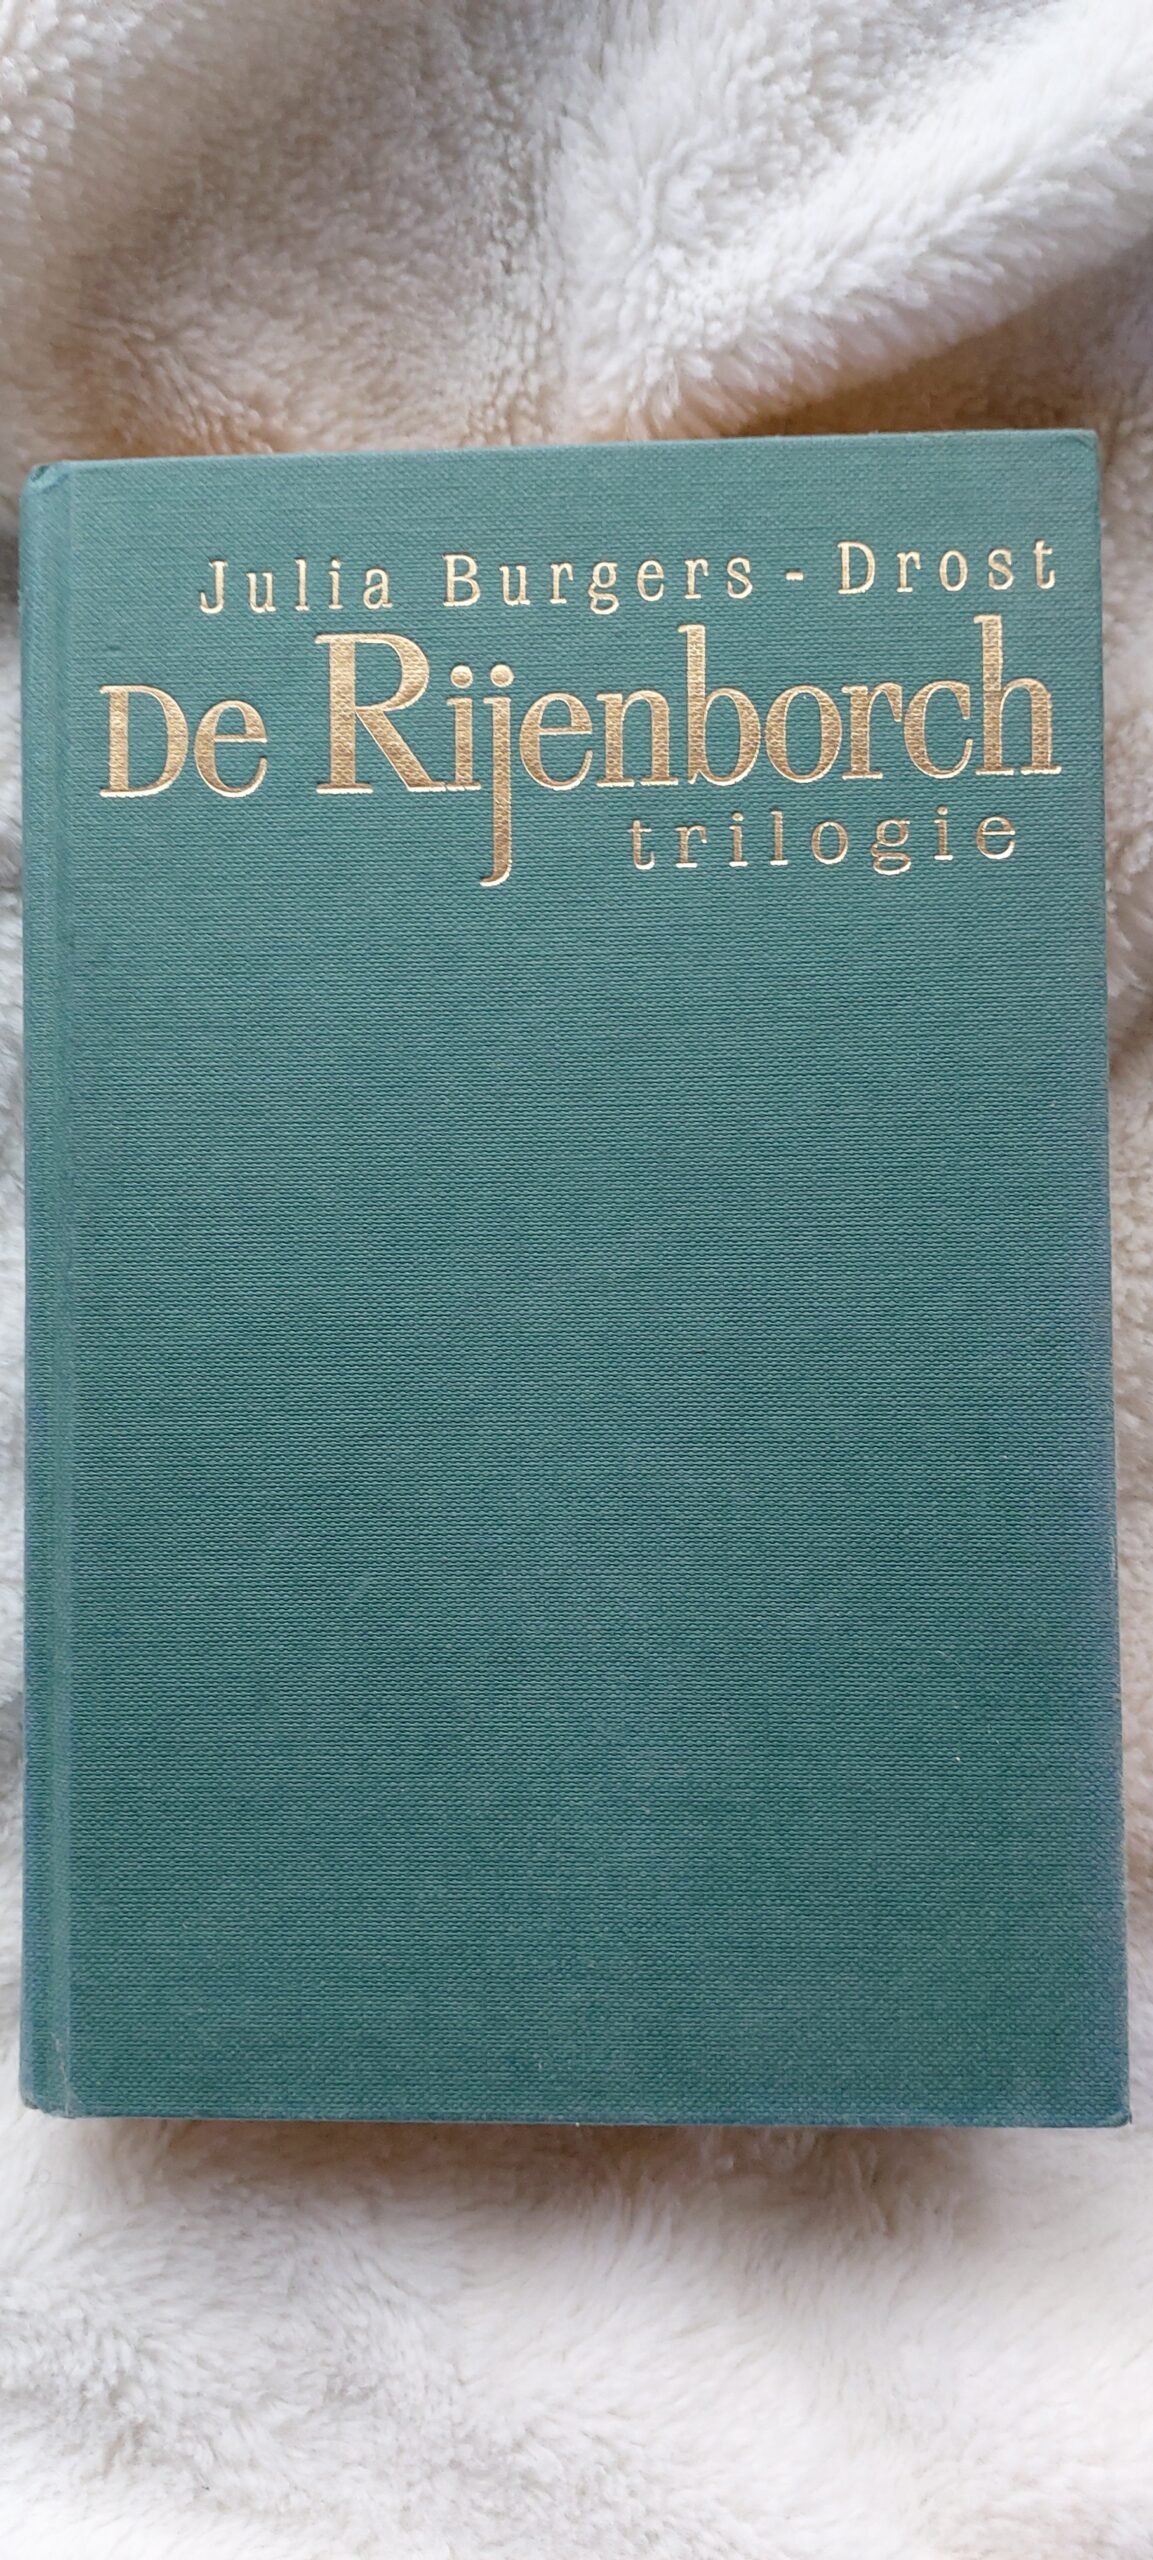 Julia Burgers - Drost
De Rijenborch
trilogie